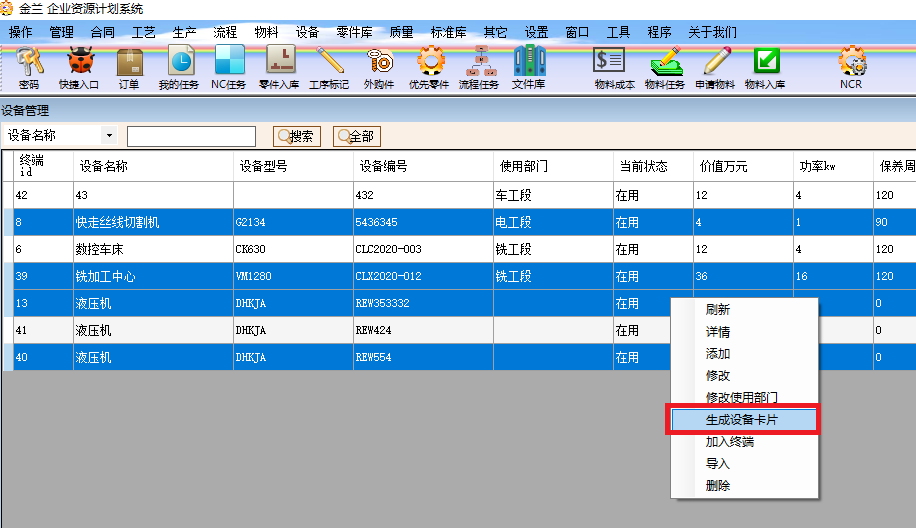 金兰 企业资源计划系统
操作 管理 合同 工艺 生产 流程 物料 设备 零件库 质量 标准库 其它 设置 窗口 工具 程序 关于我们
密码 快捷入口 订单 我的任务 NC任务 零件入库 工序标记 外购件 优先零件 流程任务 文件库 物料成本 物料任务 申请物料 物料入库 NCR
设备管理
设备名称 搜索 全部
终端id 设备名称 设备型号 设备编号 使用部门 当前状态 价值万元 功率kw 保养周
42 43 432 车工段 在用 12 4 120
8 快走丝线切割机 G2134 5436345 电工段 在用 4 1 90
6 数控车床 CK630 CLC2020-003 铣工段 在用 12 4 120
39 铣加工中心 VM1280 CLX2020-012 铣工段 在用 36 16 120
13 液压机 DHKJA REW353332 在用 0
41 液压机 DHKJA REW424 在用 0
40 液压机 DHKJA REW554 在用 0
刷新
详情
添加
修改
修改使用部门
生成设备卡片
加入终端
导入
删除